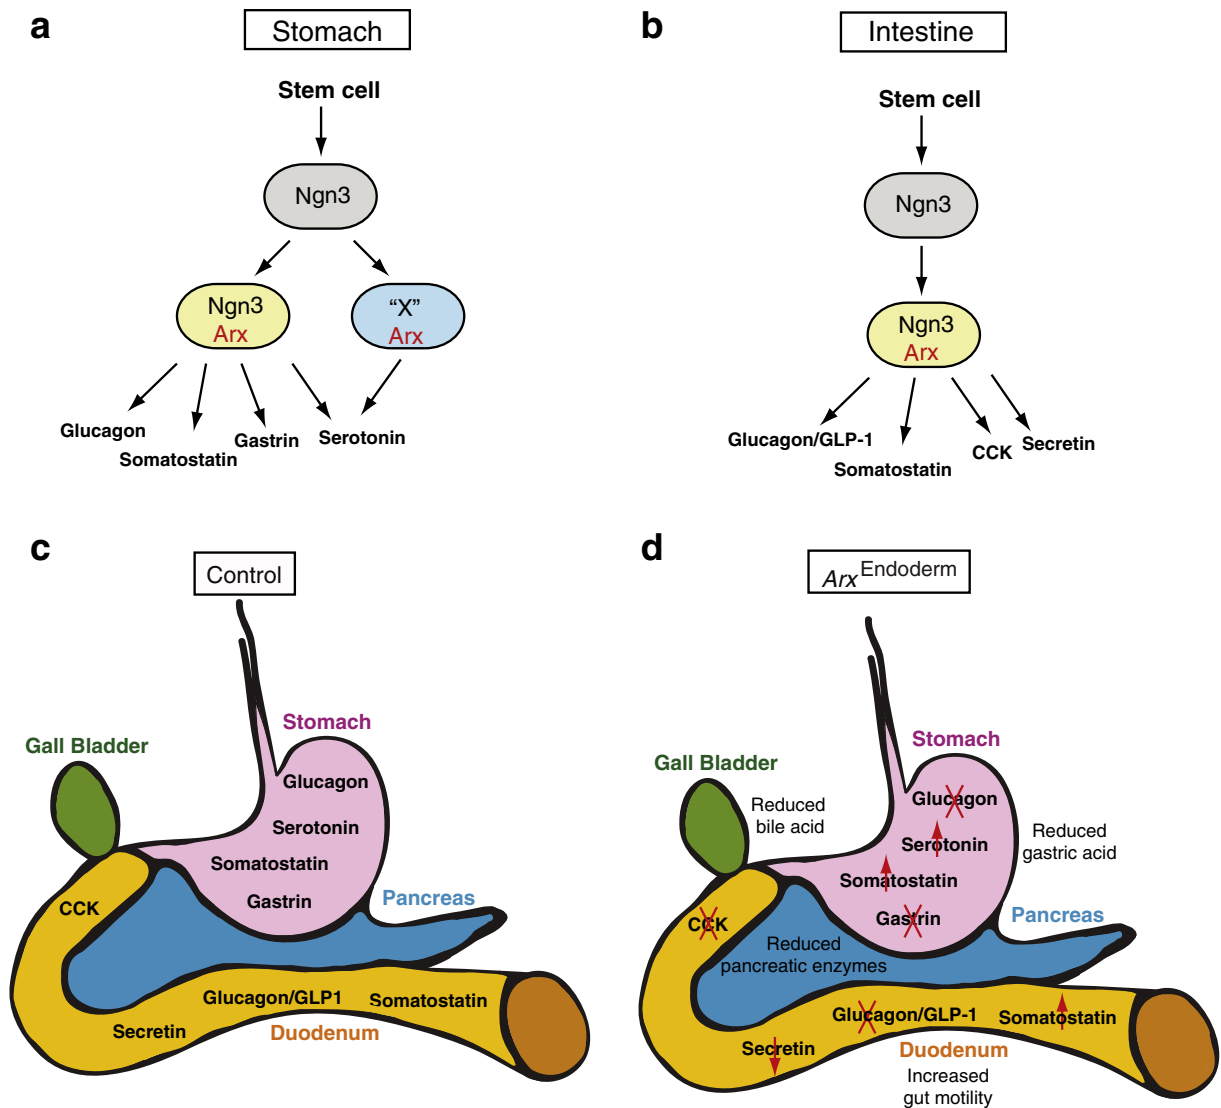 a
Stomach
Stem cell
Ngn3
Ngn3
Arx
“X”
Arx
Glucagon
Somatostatin
Gastrin
Serotonin
b
Intestine
Stem cell
Ngn3
Ngn3
Arx
Glucagon/GLP-1
Somatostatin
CCK
Secretin
c
Control
Stomach
Gall Bladder
Glucagon
Serotonin
Somatostatin
Gastrin
CCK
Pancreas
Glucagon/GLP1
Somatostatin
Secretin
Duodenum
d
Arx Endoderm
Stomach
Gall Bladder
Reduced
bile acid
Glucagon
Serotonin
Reduced
gastric acid
Somatostatin
Gastrin
CCK
Pancreas
Reduced
pancreatic enzymes
Glucagon/GLP-1
Somatostatin
Secretin
Duodenum
Increased
gut motility